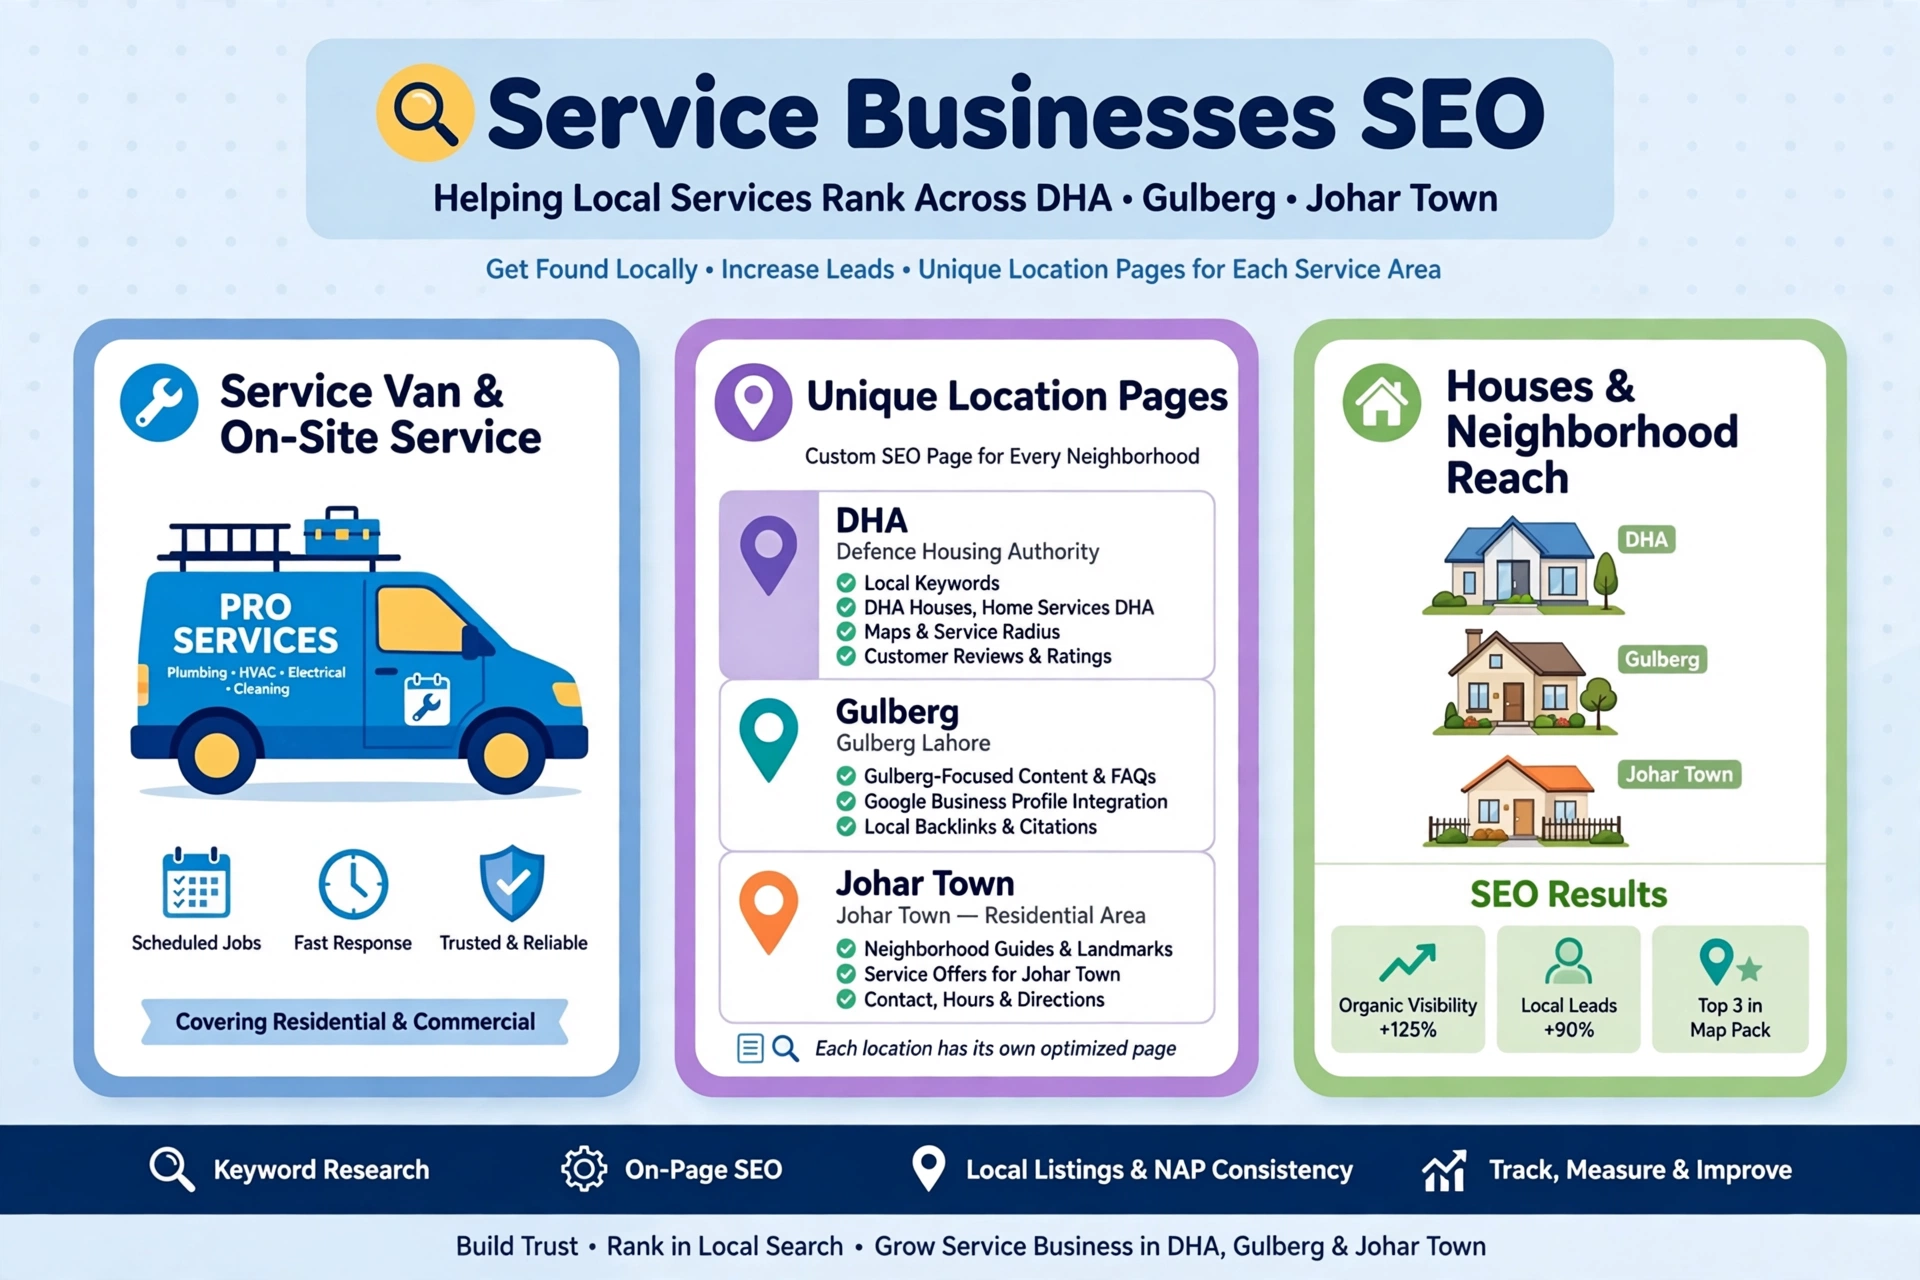 Service Businesses SEO
Helping Local Services Rank Across DHA • Gulberg • Johar Town
Get Found Locally • Increase Leads • Unique Location Pages for Each Service Area
Service Van &
On-Site Service
PRO
SERVICES
Plumbing • HVAC • Electrical
• Cleaning
Scheduled Jobs
Fast Response
Trusted & Reliable
Covering Residential & Commercial
Unique Location Pages
Custom SEO Page for Every Neighborhood
DHA
Defence Housing Authority
Local Keywords
DHA Houses, Home Services DHA
Maps & Service Radius
Customer Reviews & Ratings
Gulberg
Gulberg Lahore
Gulberg-Focused Content & FAQs
Google Business Profile Integration
Local Backlinks & Citations
Johar Town
Johar Town — Residential Area
Neighborhood Guides & Landmarks
Service Offers for Johar Town
Contact, Hours & Directions
Each location has its own optimized page
Houses &
Neighborhood
Reach
DHA
Gulberg
Johar Town
SEO Results
Organic Visibility
+125%
Local Leads
+90%
Top 3 in
Map Pack
Keyword Research
On-Page SEO
Local Listings & NAP Consistency
Track, Measure & Improve
Build Trust • Rank in Local Search • Grow Service Business in DHA, Gulberg & Johar Town